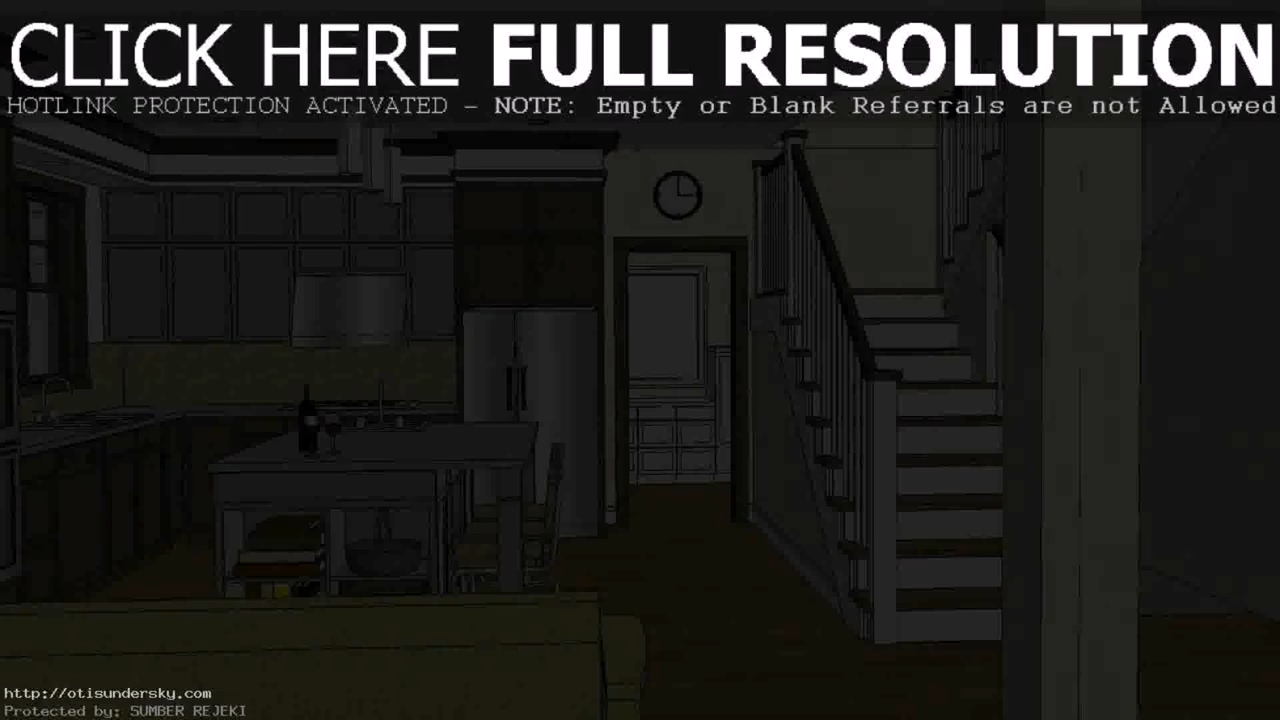 CLICK HERE FULL RESOLUTION
HOTLINK PROTECTION ACTIVATED – NOTE: Empty or Blank Referrals are not Allowed
http://otisundersky.com
Protected by: SUMBER REJEKI